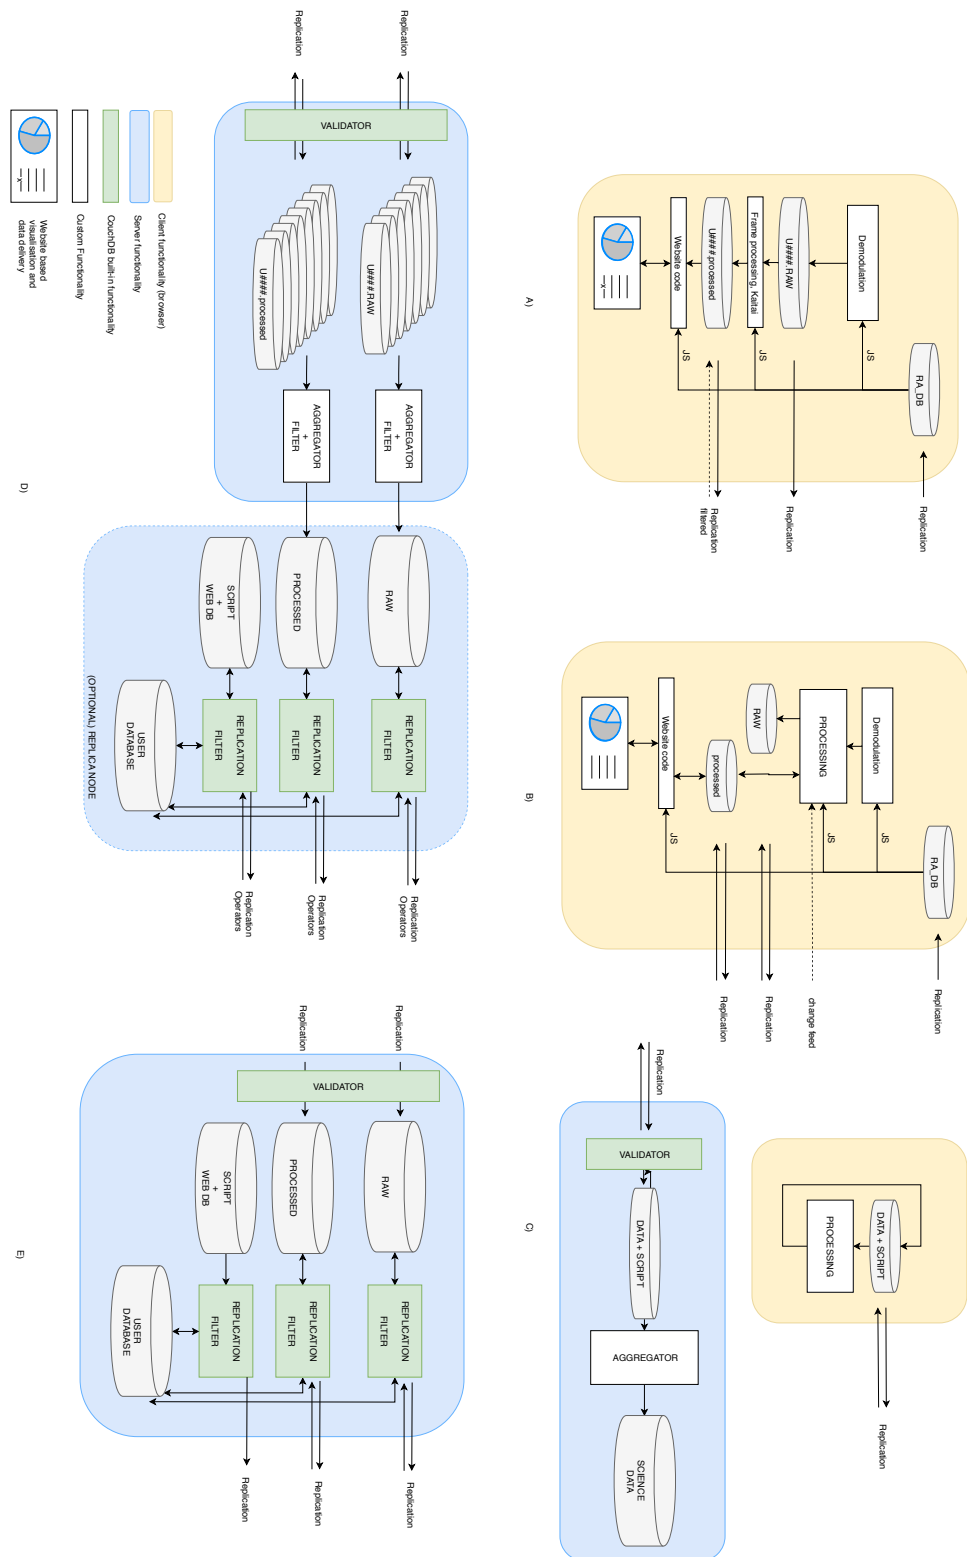 A)
RA_DB
Replication
Demodulation
JS
U####.RAW
Replication
Frame processing, Kaitai
JS
U####.processed
Replication
filtered
Website code
JS
B)
RA_DB
Replication
Demodulation
JS
PROCESSING
JS
change feed
RAW
Replication
processed
Replication
Website code
JS
C)
DATA + SCRIPT
PROCESSING
Replication
Replication
VALIDATOR
DATA + SCRIPT
AGGREGATOR
SCIENCE
DATA
D)
Replication
Replication
VALIDATOR
U####.RAW
U####.processed
AGGREGATOR
+
FILTER
AGGREGATOR
+
FILTER
RAW
PROCESSED
SCRIPT
+
WEB DB
USER
DATABASE
REPLICATION
FILTER
REPLICATION
FILTER
REPLICATION
FILTER
(OPTIONAL) REPLICA NODE
Replication
Operators
Replication
Operators
Replication
Operators
E)
Replication
Replication
VALIDATOR
RAW
PROCESSED
SCRIPT
+
WEB DB
USER
DATABASE
REPLICATION
FILTER
REPLICATION
FILTER
REPLICATION
FILTER
Replication
Replication
Replication
Client functionality (browser)
Server functionality
CouchDB built-in functionality
Custom Functionality
Website based
visualisation and
data delivery